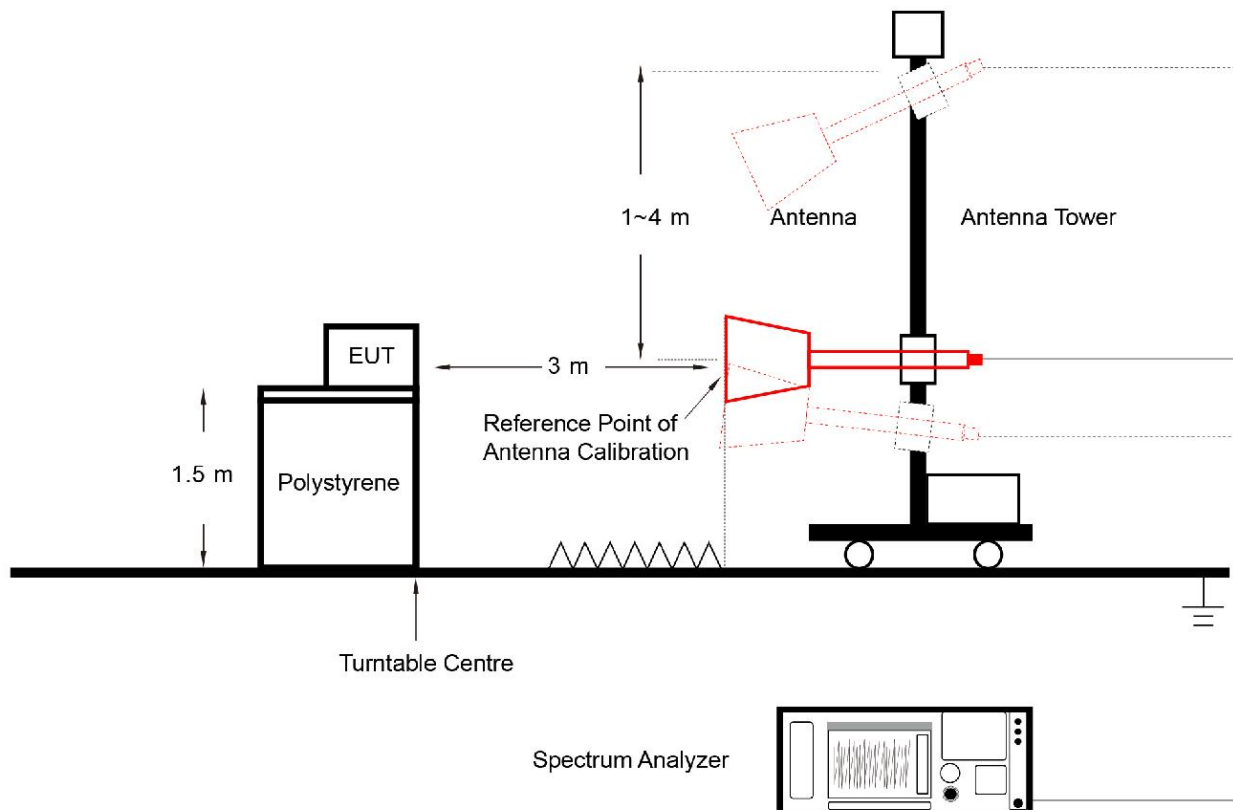 1~4 m
Antenna
Antenna Tower
EUT
3 m
Reference Point of
Antenna Calibration
1.5 m
Polystyrene
Turntable Centre
Spectrum Analyzer